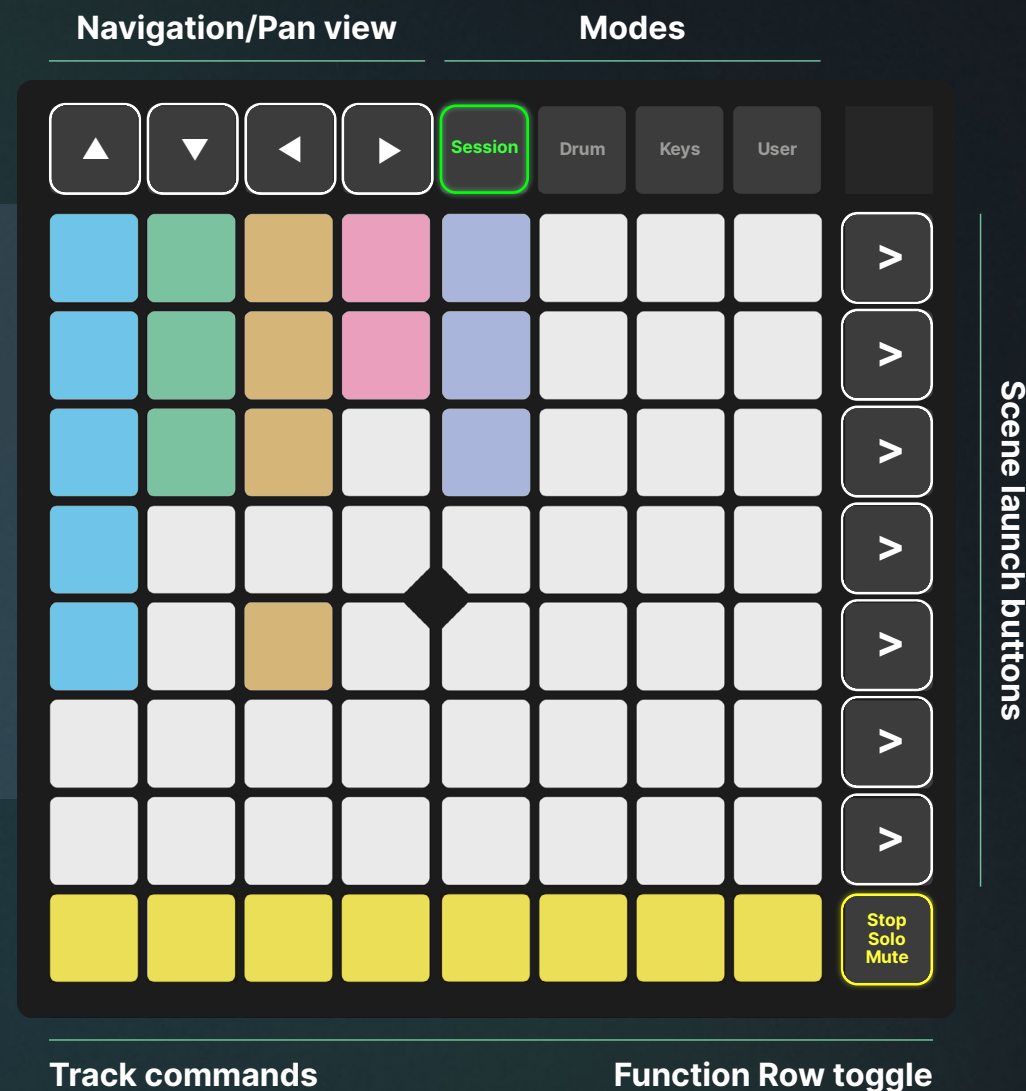 Navigation/Pan view
Modes
▲ ▼ ◀ ▶ Session Drum Keys User
>
>
>
>
>
>
>
Scene launch buttons
Stop
Solo
Mute
Track commands
Function Row toggle